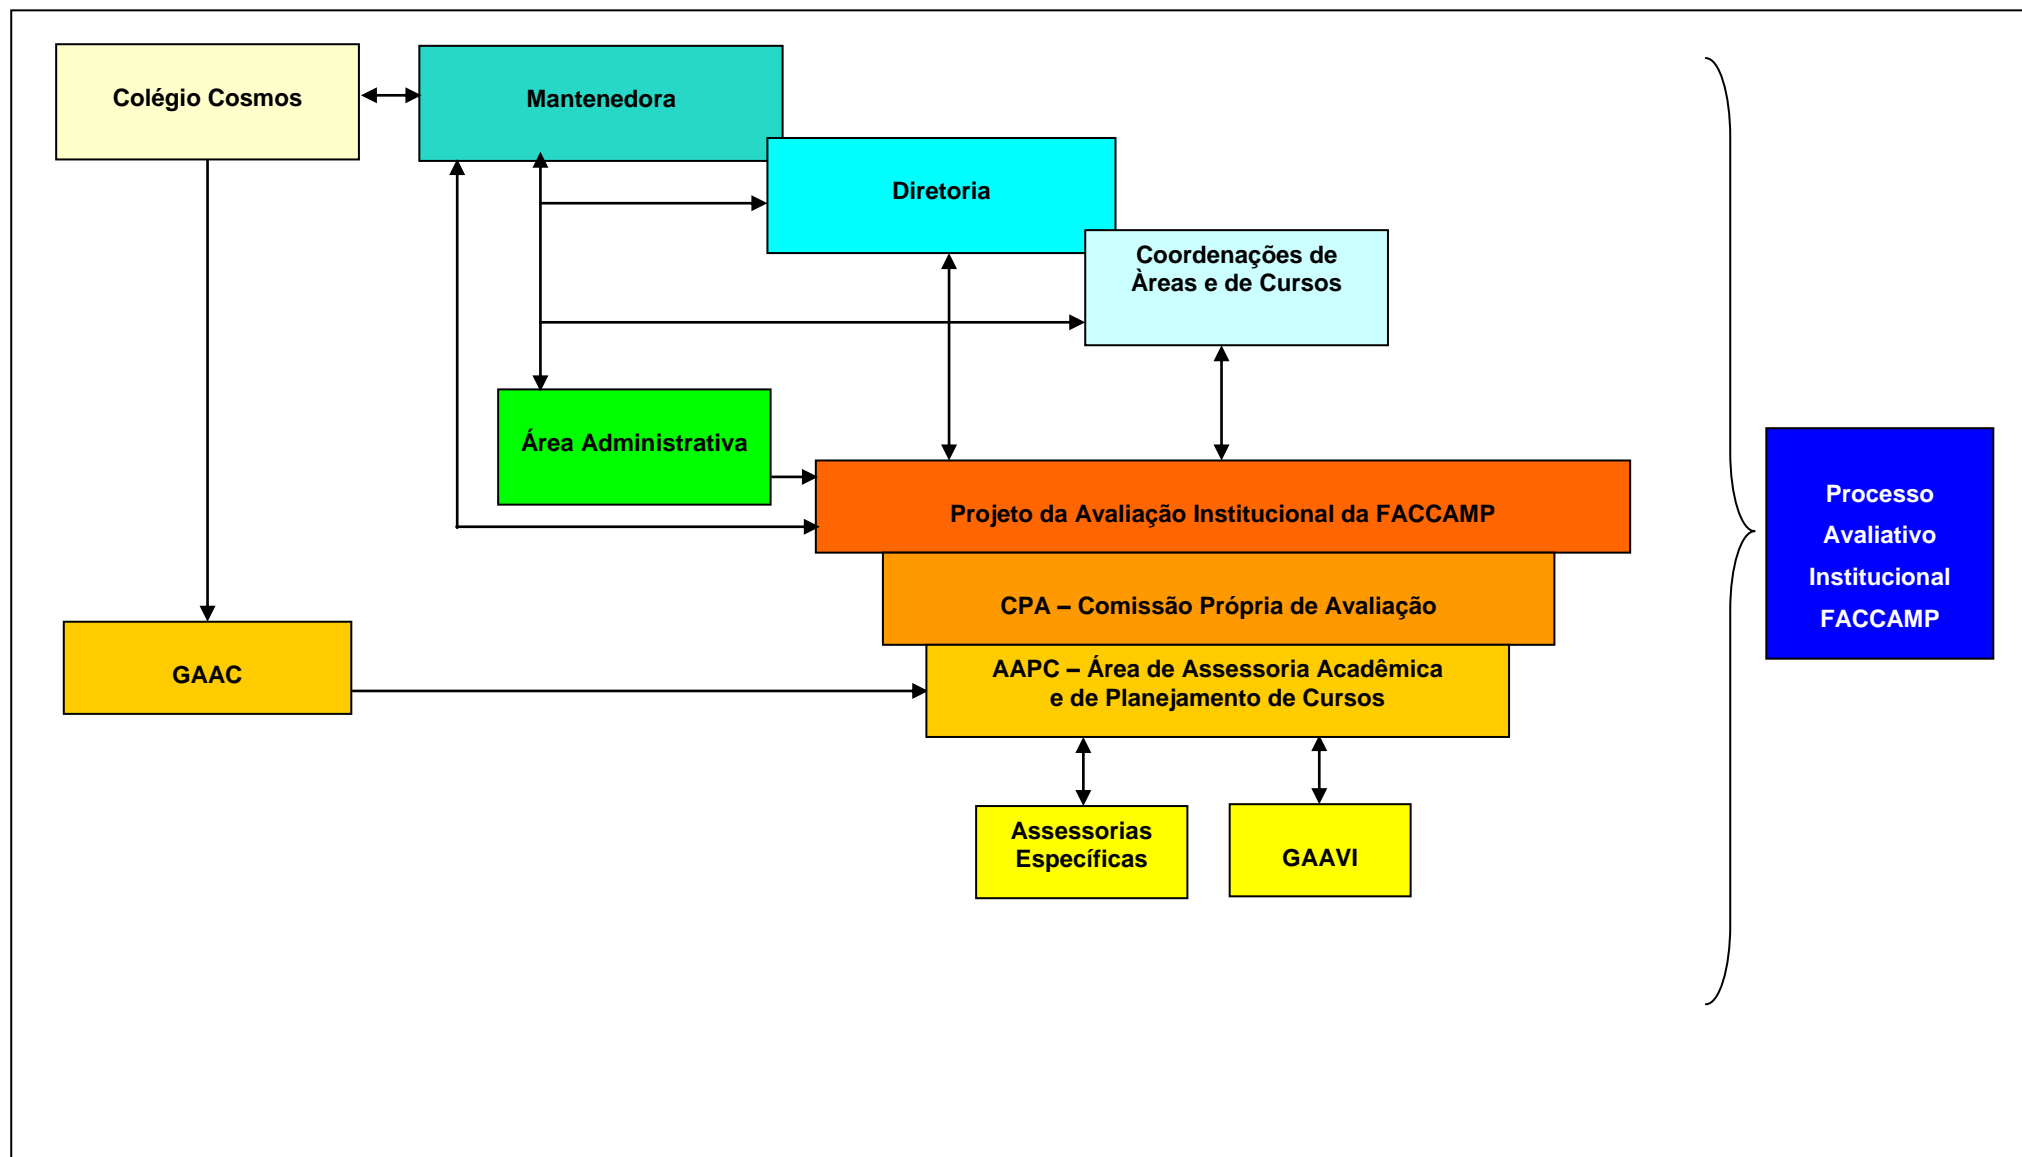 Colégio Cosmos
Mantenedora
Diretoria
Coordenações de
Àreas e de Cursos
Área Administrativa
Projeto da Avaliação Institucional da FACCAMP
CPA – Comissão Própria de Avaliação
GAAC
AAPC – Área de Assessoria Acadêmica
e de Planejamento de Cursos
Assessorias
Específicas
GAAVI
Processo
Avaliativo
Institucional
FACCAMP